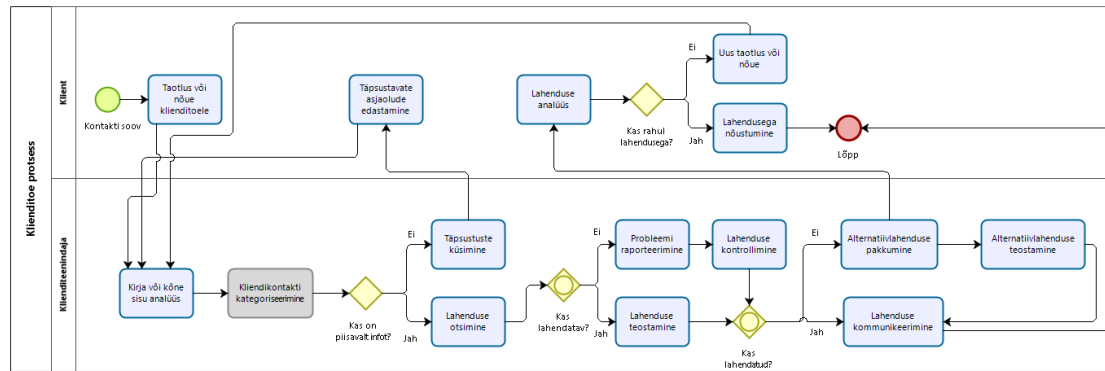 Klienditoe protsess
Klient
Kontakti soov
Taotlus või
nõue
klienditoele
Täpsustavate
asjaolude
edastamine
Lahenduse
analüüs
Kas rahul
lahendusega?
Ei
Uus taotlus või
nõue
Jah
Lahendusega
nõustumine
Lõpp
Klienditeenindaja
Kirja või kõne
sisu analüüs
Kliendikontakti
kategoriseerimine
Kas on
piisavalt infot?
Ei
Täpsustuste
küsimine
Jah
Lahenduse
otsimine
Kas
lahendatav?
Ei
Probleemi
raporteerimine
Lahenduse
kontrollimine
Jah
Lahenduse
teostamine
Kas
lahendatud?
Ei
Alternatiivlahenduse
pakkumine
Alternatiivlahenduse
teostamine
Jah
Lahenduse
kommunikeerimine